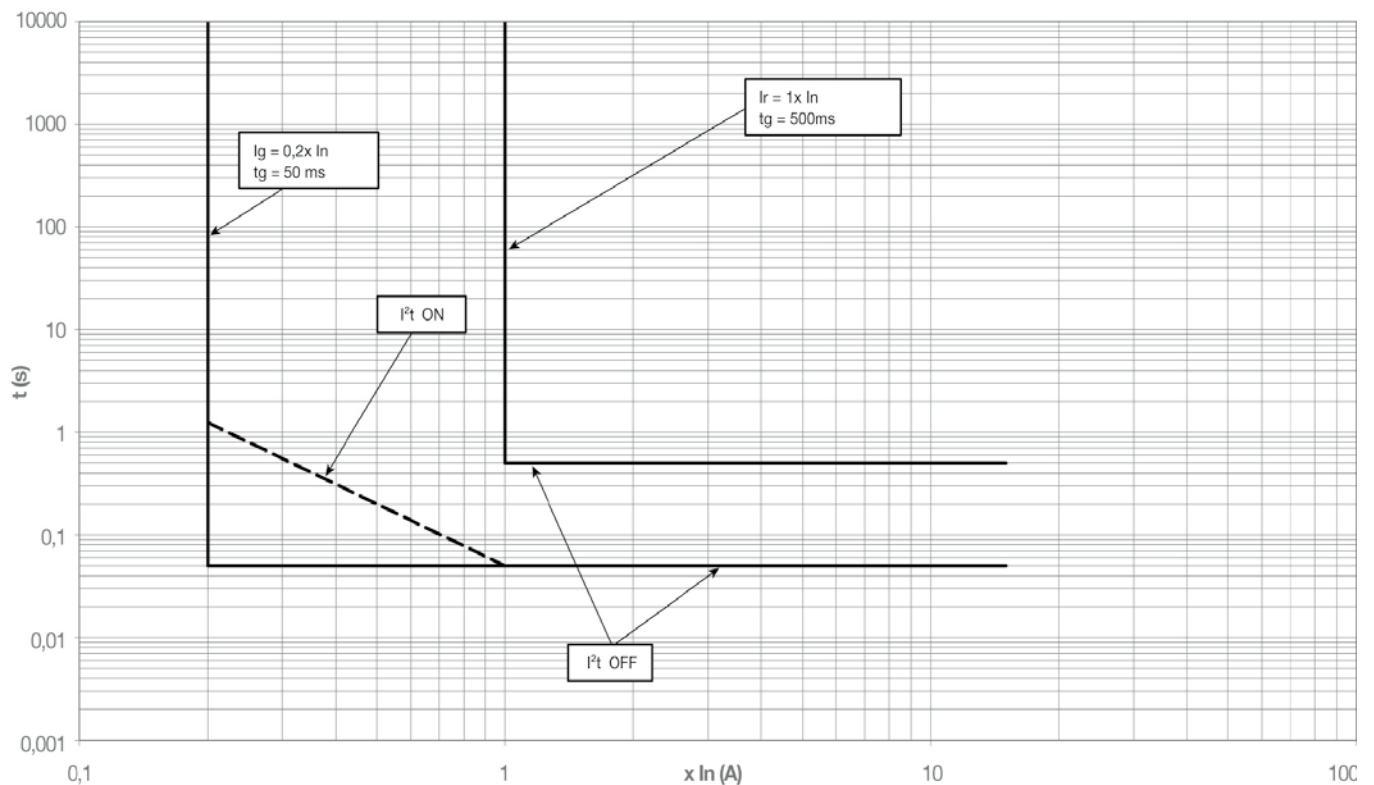 10000
1000
100
10
1
0,1
0,01
0,001
t (s)
Ig = 0,2x In
tg = 50 ms
Ir = 1x In
tg = 500ms
I²t ON
I²t OFF
0,1
1
x In (A)
10
100